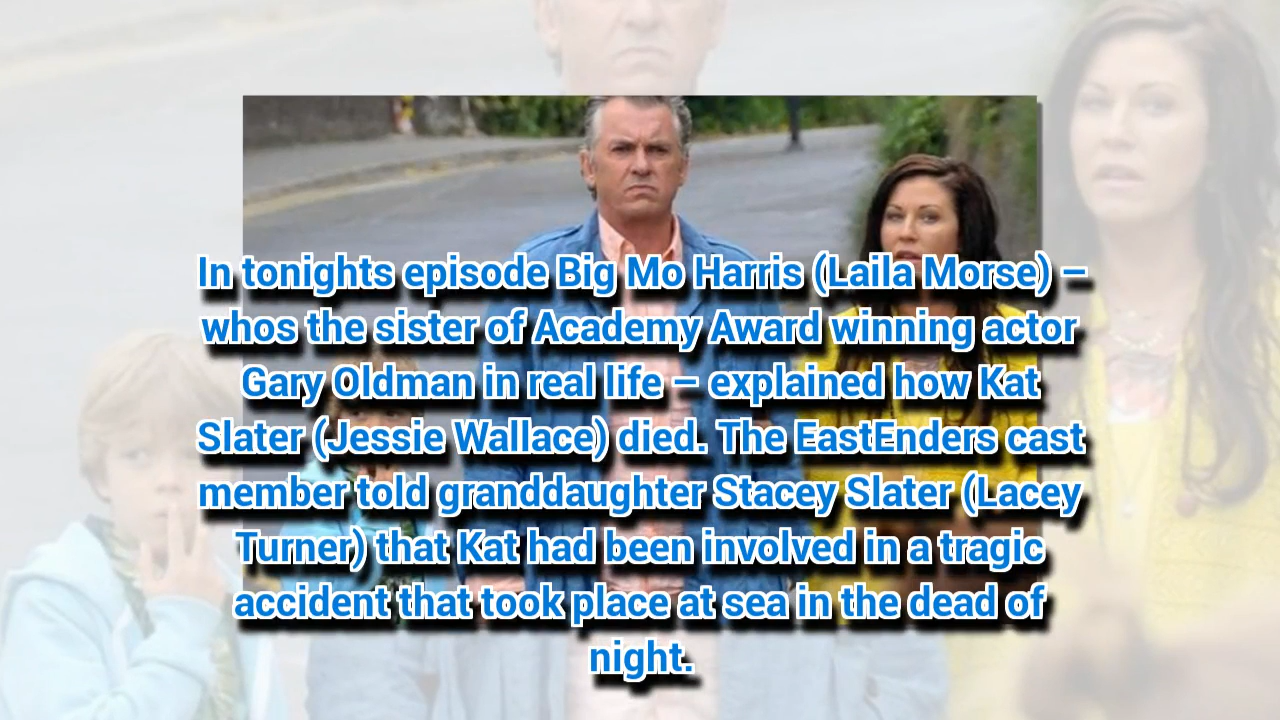 In tonights episode Big Mo Harris (Laila Morse) –
whos the sister of Academy Award winning actor
Gary Oldman in real life – explained how Kat
Slater (Jessie Wallace) died. The EastEnders cast
member told granddaughter Stacey Slater (Lacey
Turner) that Kat had been involved in a tragic
accident that took place at sea in the dead of
night.